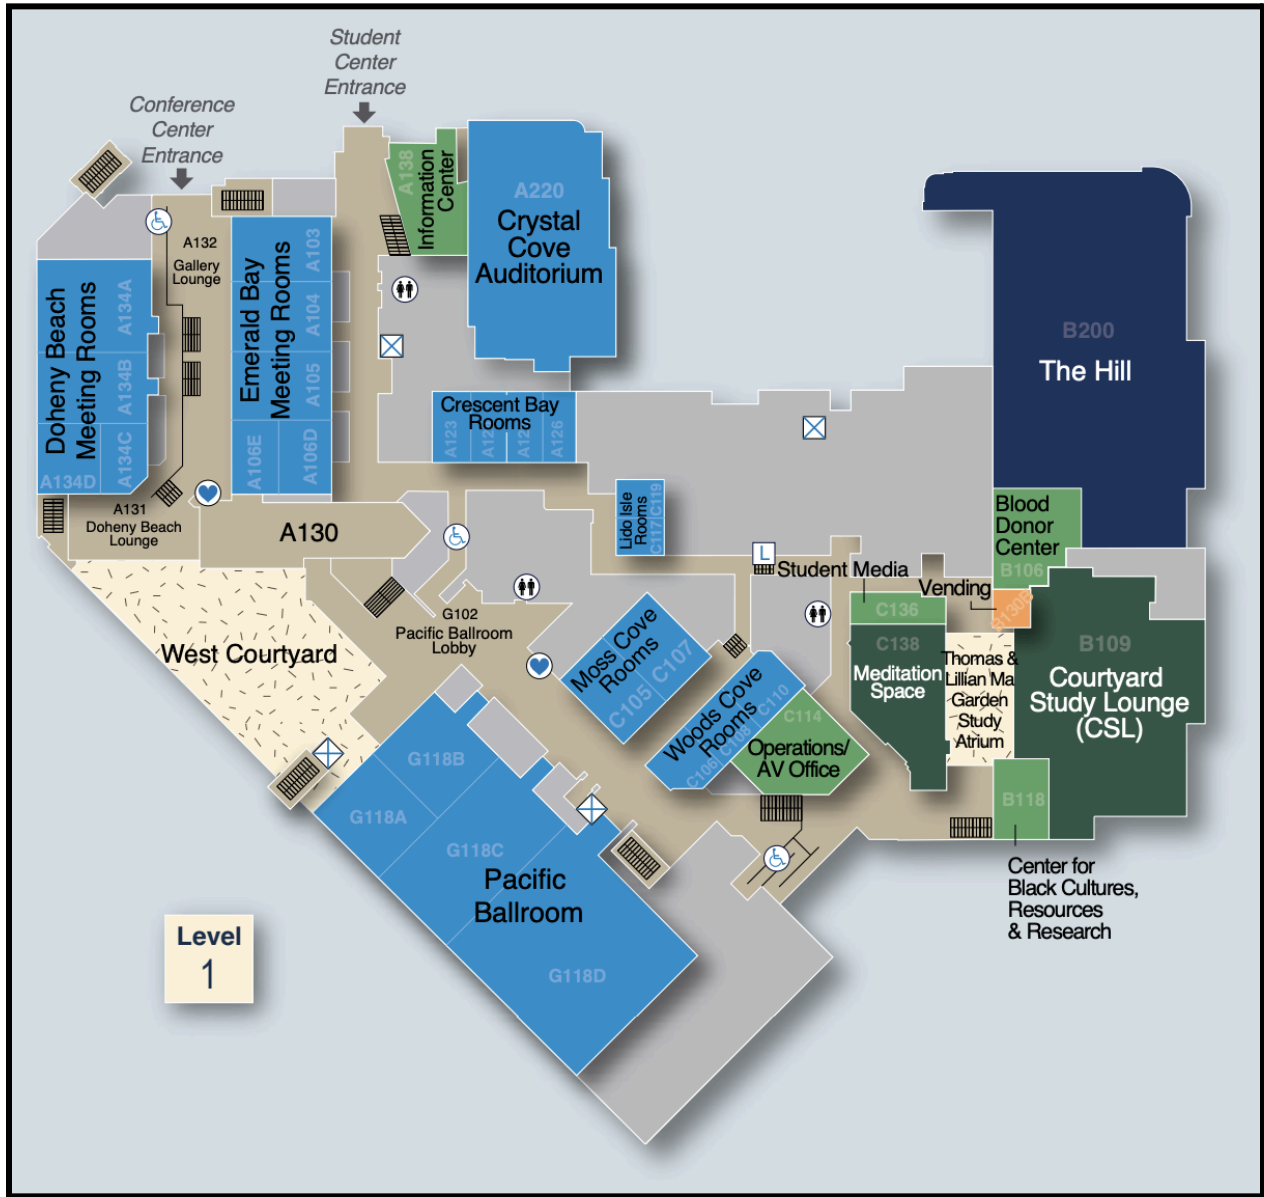 Student
Center
Entrance
Conference
Center
Entrance
A138
Information
Center
A220
Crystal
Cove
Auditorium
A132
Gallery
Lounge
Doheny Beach
Meeting Rooms
A134A
A134B
A134C
A134D
Emerald Bay
Meeting Rooms
A103
A104
A105
A106E
A106D
B200
The Hill
Crescent Bay
Rooms
A123
A126
Lido Isle
Rooms
C117
C119
A131
Doheny Beach
Lounge
A130
Blood
Donor
Center
B106
L
Student Media
C136
Vending
B130B
G102
Pacific Ballroom
Lobby
West Courtyard
Moss Cove
Rooms
C105
C107
Woods Cove
Rooms
C106
C108
C110
C114
Operations/
AV Office
C138
Meditation
Space
Thomas &
Lillian Ma
Garden
Study
Atrium
B109
Courtyard
Study Lounge
(CSL)
B118
Center for
Black Cultures,
Resources
& Research
G118B
G118A
G118C
Pacific
Ballroom
G118D
Level
1